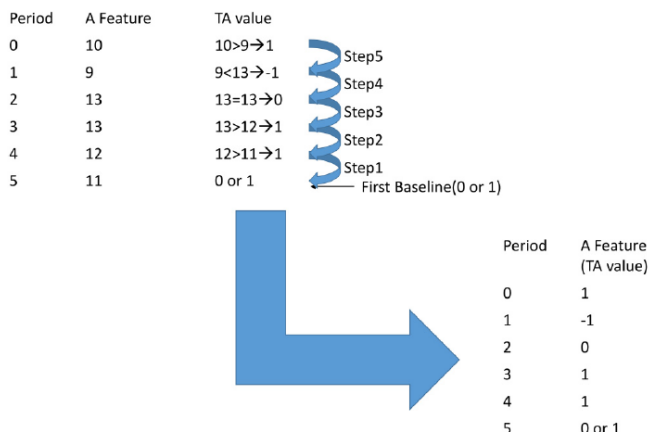 Period A Feature TA value
0 10 10>9→1
Step5
1 9 9<13→-1
Step4
2 13 13=13→0
Step3
3 13 13>12→1
Step2
4 12 12>11→1
Step1
5 11 0 or 1
First Baseline(0 or 1)
Period A Feature
(TA value)
0 1
1 -1
2 0
3 1
4 1
5 0 or 1